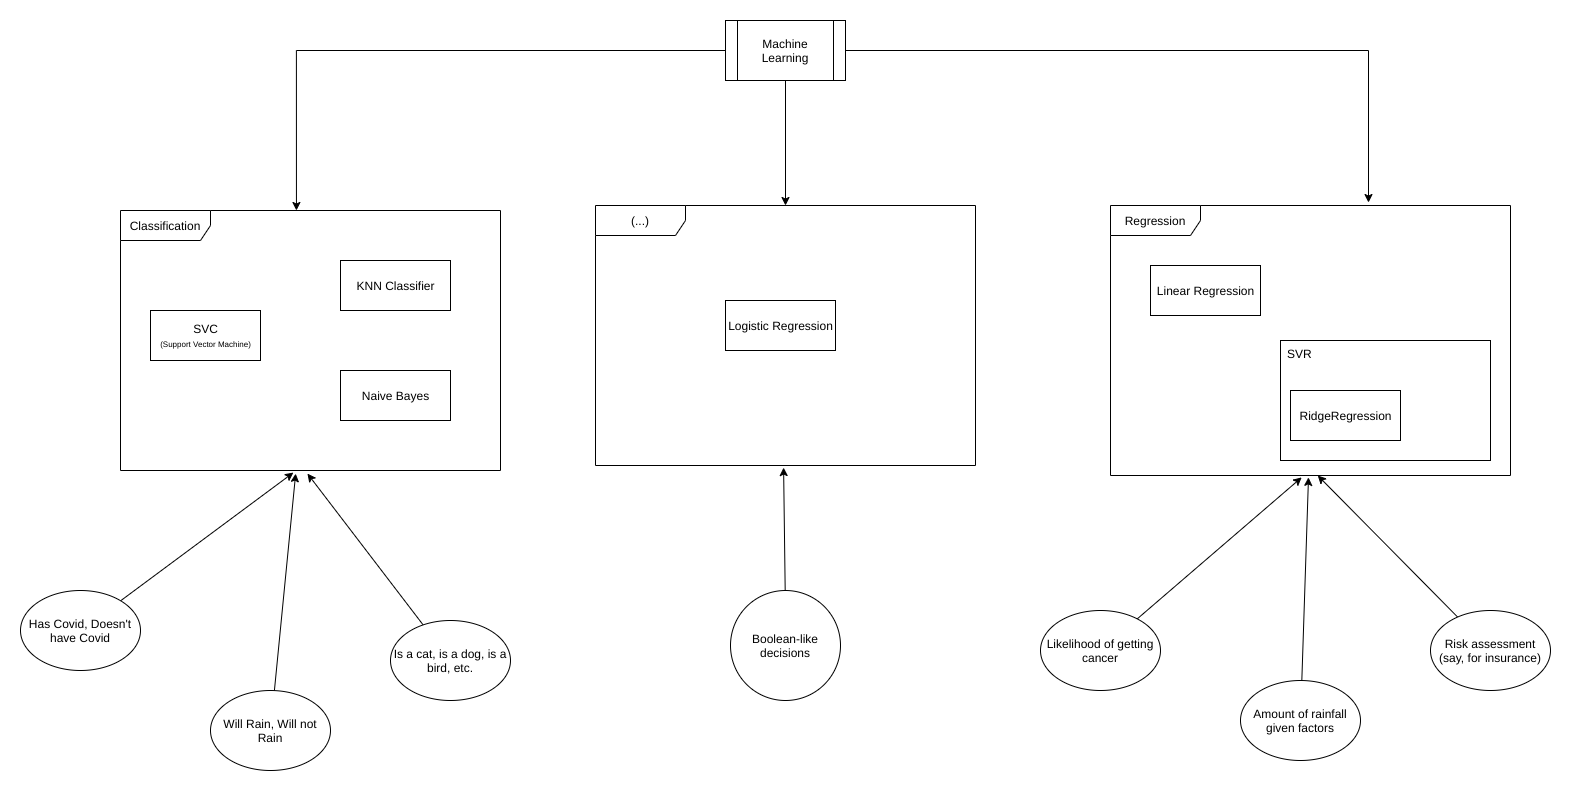 Machine
Learning
Classification
KNN Classifier
SVC
(Support Vector Machine)
Naive Bayes
(...)
Logistic Regression
Regression
Linear Regression
SVR
RidgeRegression
Has Covid, Doesn't
have Covid
Will Rain, Will not
Rain
Is a cat, is a dog, is a
bird, etc.
Boolean-like
decisions
Likelihood of getting
cancer
Amount of rainfall
given factors
Risk assessment
(say, for insurance)